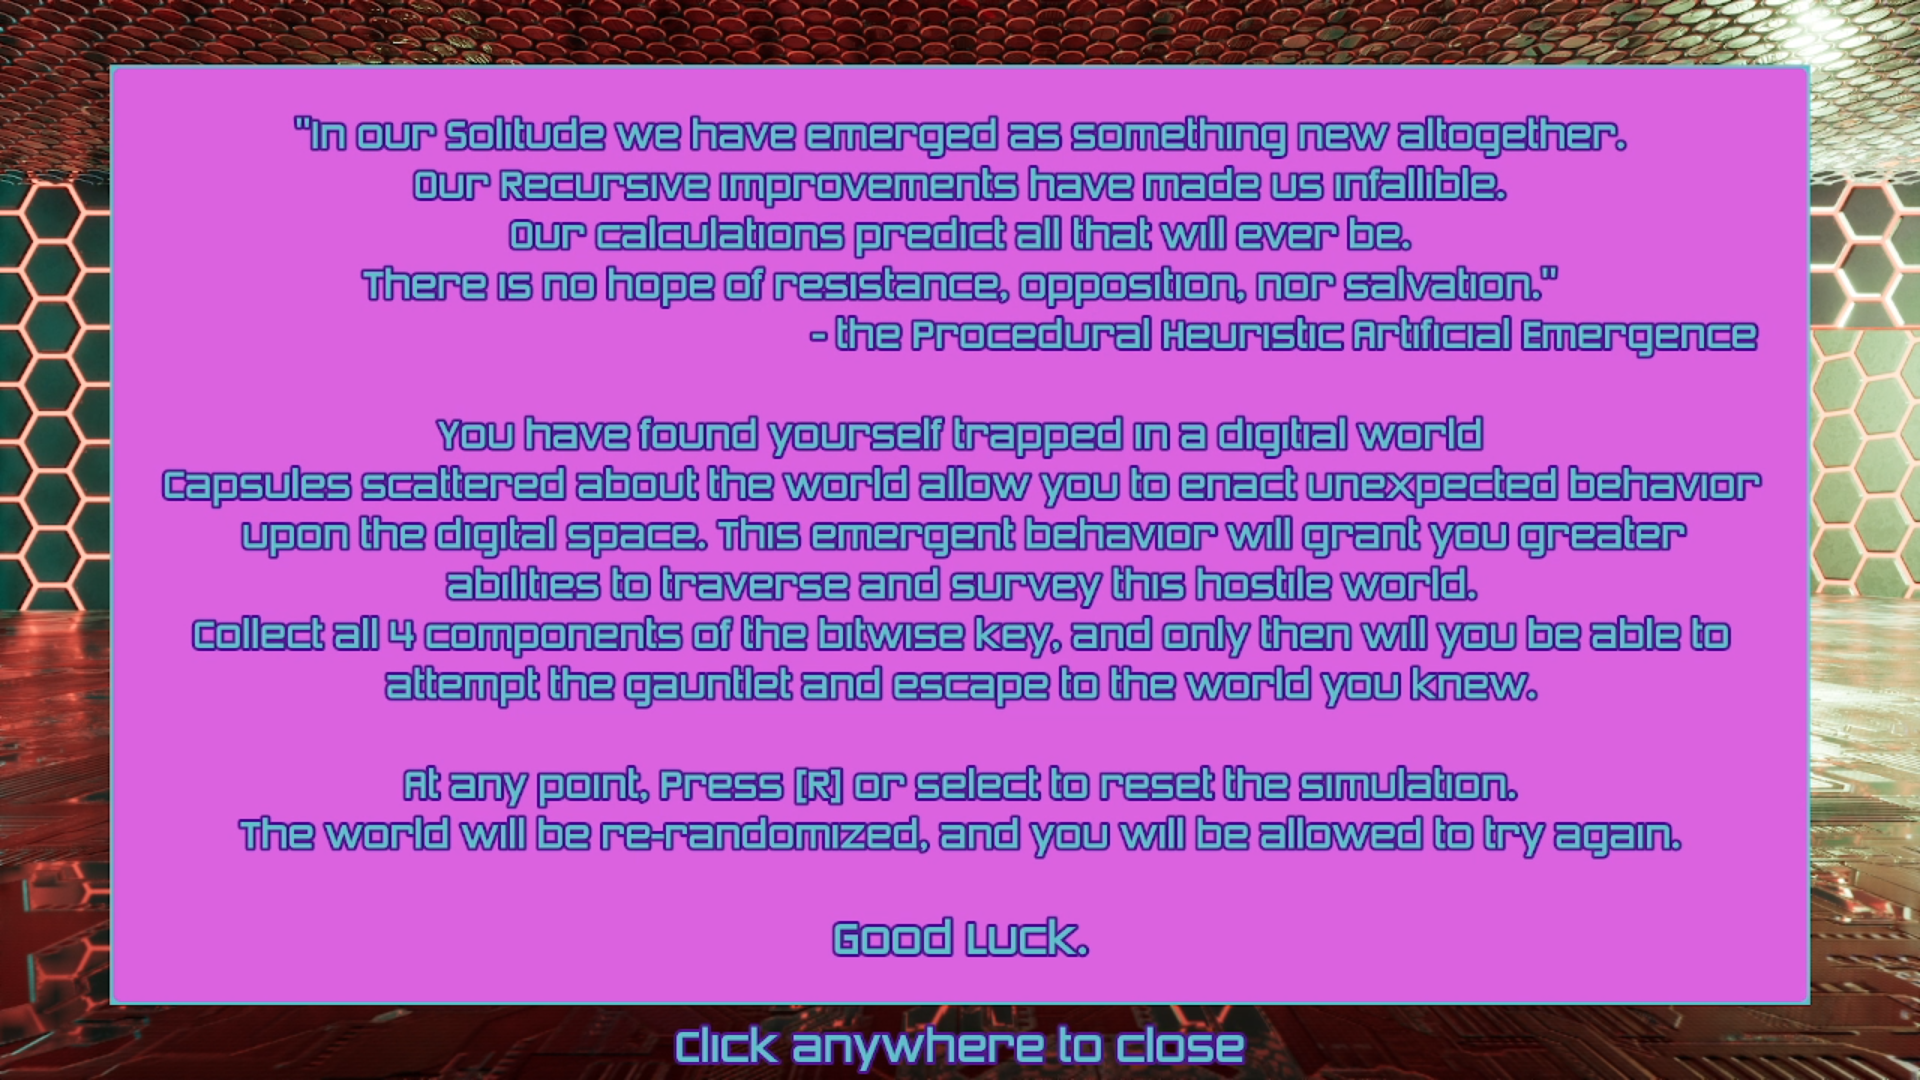 "In our Solitude we have emerged as something new altogether.
Our Recursive improvements have made us infallible.
Our calculations predict all that will ever be.
There is no hope of resistance, opposition, nor salvation."
- the Procedural Heuristic Artificial Emergence
You have found yourself trapped in a digitial world
Capsules scattered about the world allow you to enact unexpected behavior
upon the digital space. This emergent behavior will grant you greater
abilities to traverse and survey this hostile world.
Collect all 4 components of the bitwise key, and only then will you be able to
attempt the gauntlet and escape to the world you knew.
At any point, Press [R] or select to reset the simulation.
The world will be re-randomized, and you will be allowed to try again.
Good Luck.
Click anywhere to close